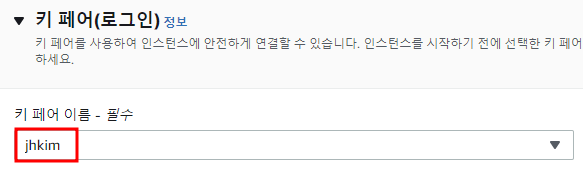 키 페어(로그인) 정보
키 페어를 사용하여 인스턴스에 안전하게 연결할 수 있습니다. 인스턴스를 시작하기 전에 선택한 키 페어
하세요.
키 페어 이름 - 필수
jhkim